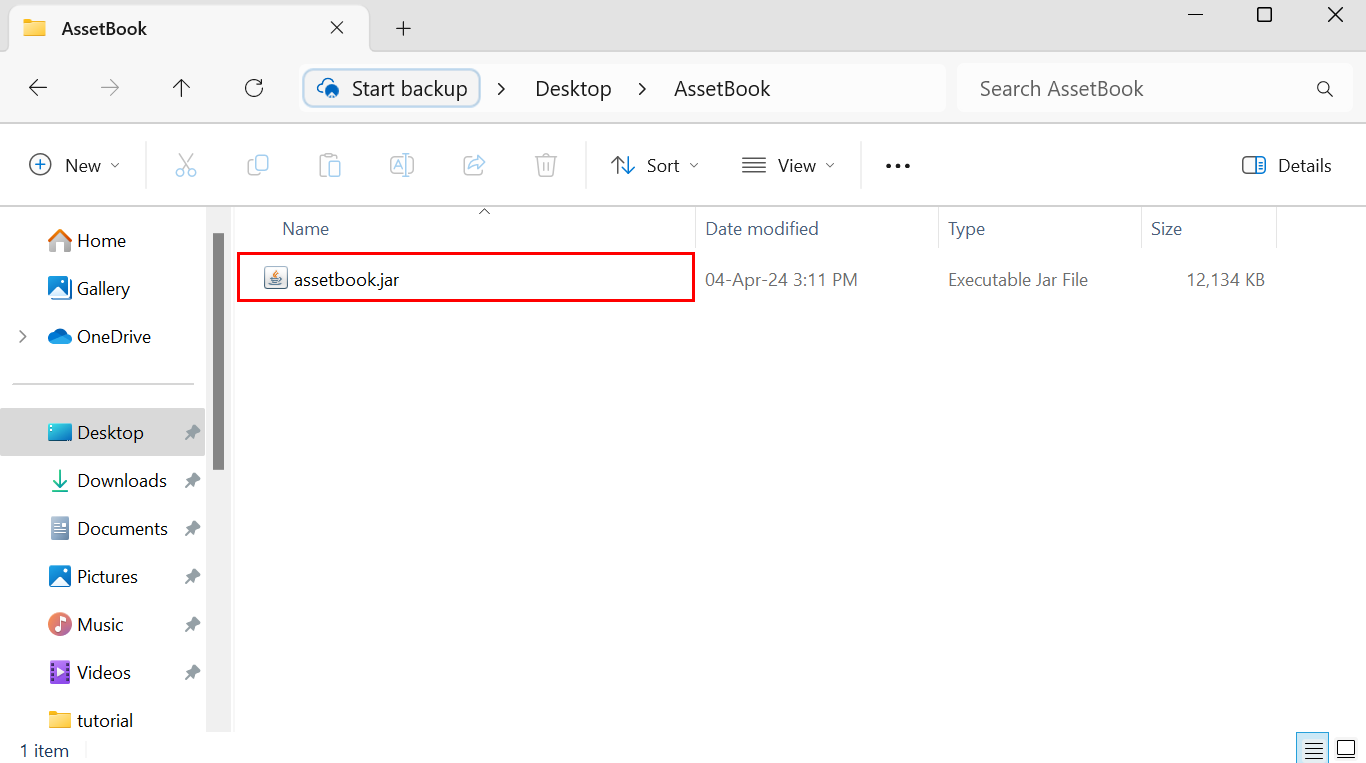 AssetBook
Start backup > Desktop > AssetBook
Search AssetBook
New
Sort
View
Details
Home
Gallery
OneDrive
Desktop
Downloads
Documents
Pictures
Music
Videos
tutorial
Name Date modified Type Size
assetbook.jar 04-Apr-24 3:11 PM Executable Jar File 12,134 KB
1 item